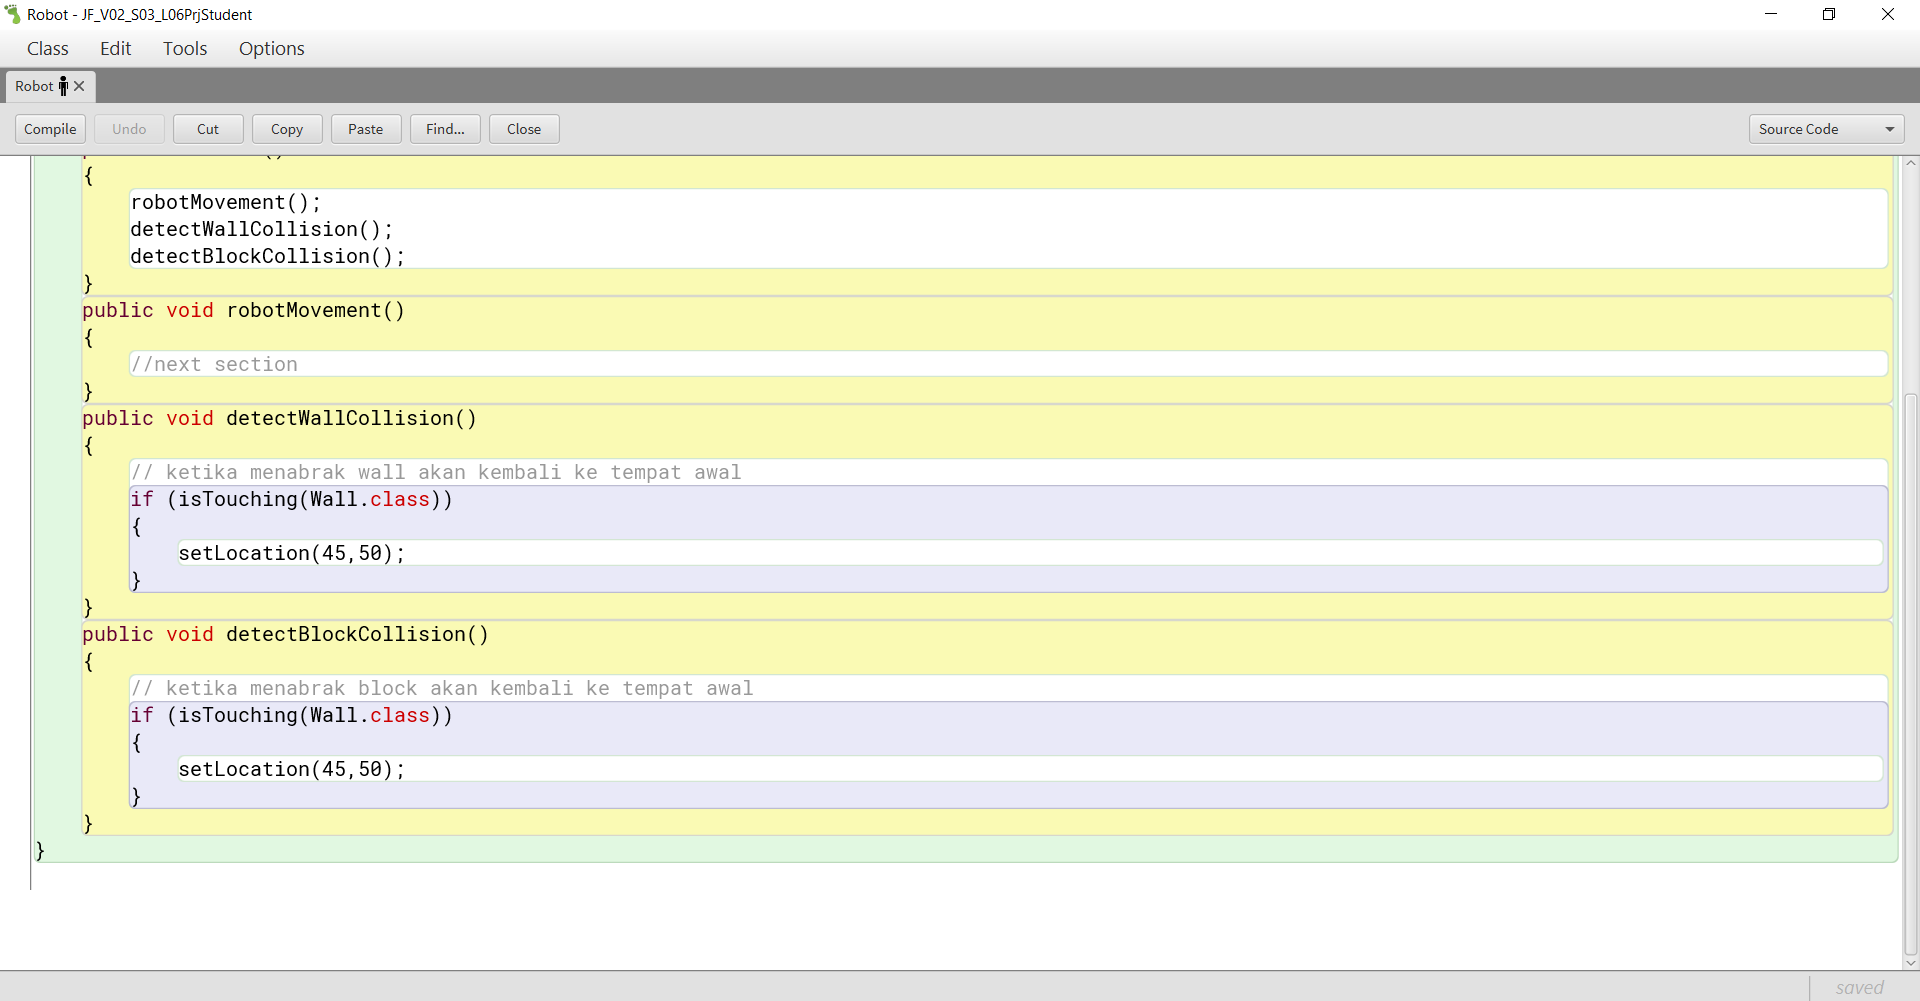 Robot - JF_V02_S03_L06PrjStudent
Class Edit Tools Options
Robot
Compile Undo Cut Copy Paste Find... Close Source Code
{
robotMovement();
detectWallCollision();
detectBlockCollision();
}
public void robotMovement()
{
//next section
}
public void detectWallCollision()
{
// ketika menabrak wall akan kembali ke tempat awal
if (isTouching(Wall.class))
{
setLocation(45,50);
}
}
public void detectBlockCollision()
{
// ketika menabrak block akan kembali ke tempat awal
if (isTouching(Wall.class))
{
setLocation(45,50);
}
}
}
saved